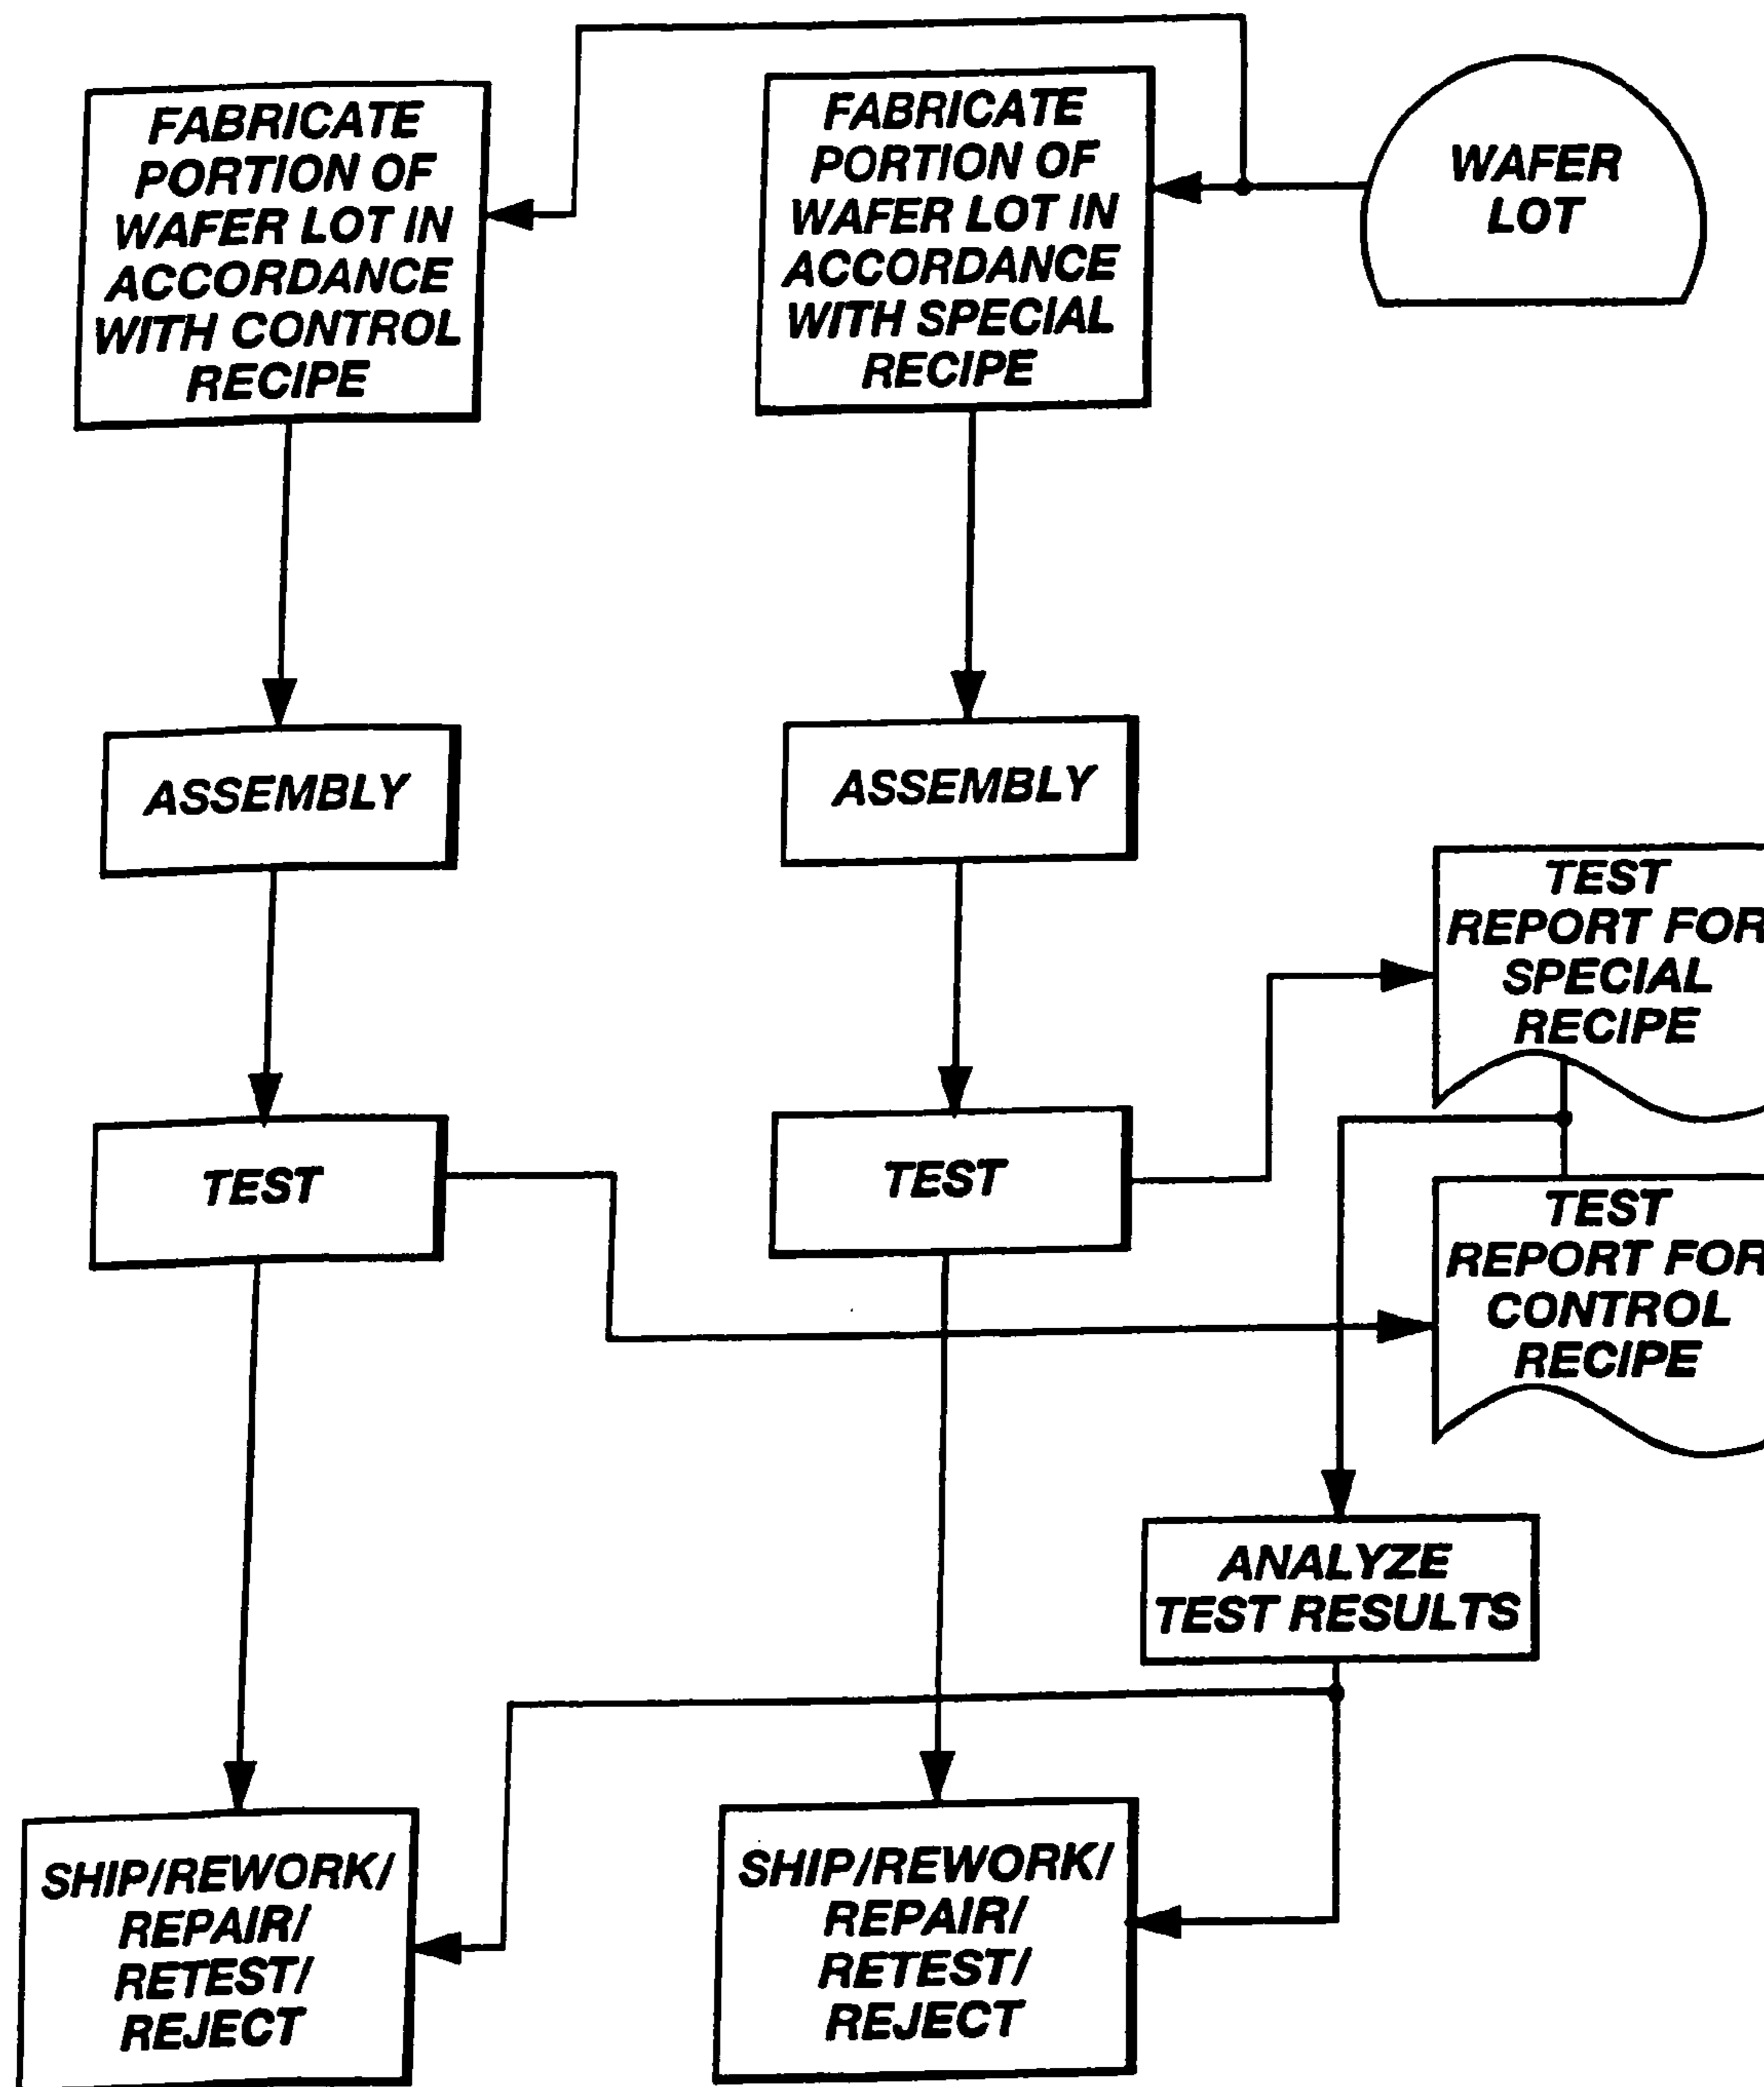 FABRICATE
PORTION OF
WAFER LOT IN
ACCORDANCE
WITH CONTROL
RECIPE
FABRICATE
PORTION OF
WAFER LOT IN
ACCORDANCE
WITH SPECIAL
RECIPE
WAFER
LOT
ASSEMBLY
ASSEMBLY
TEST
REPORT FOR
SPECIAL
RECIPE
TEST
TEST
TEST
REPORT FOR
CONTROL
RECIPE
ANALYZE
TEST RESULTS
SHIP/REWORK/
REPAIR/
RETEST/
REJECT
SHIP/REWORK/
REPAIR/
RETEST/
REJECT